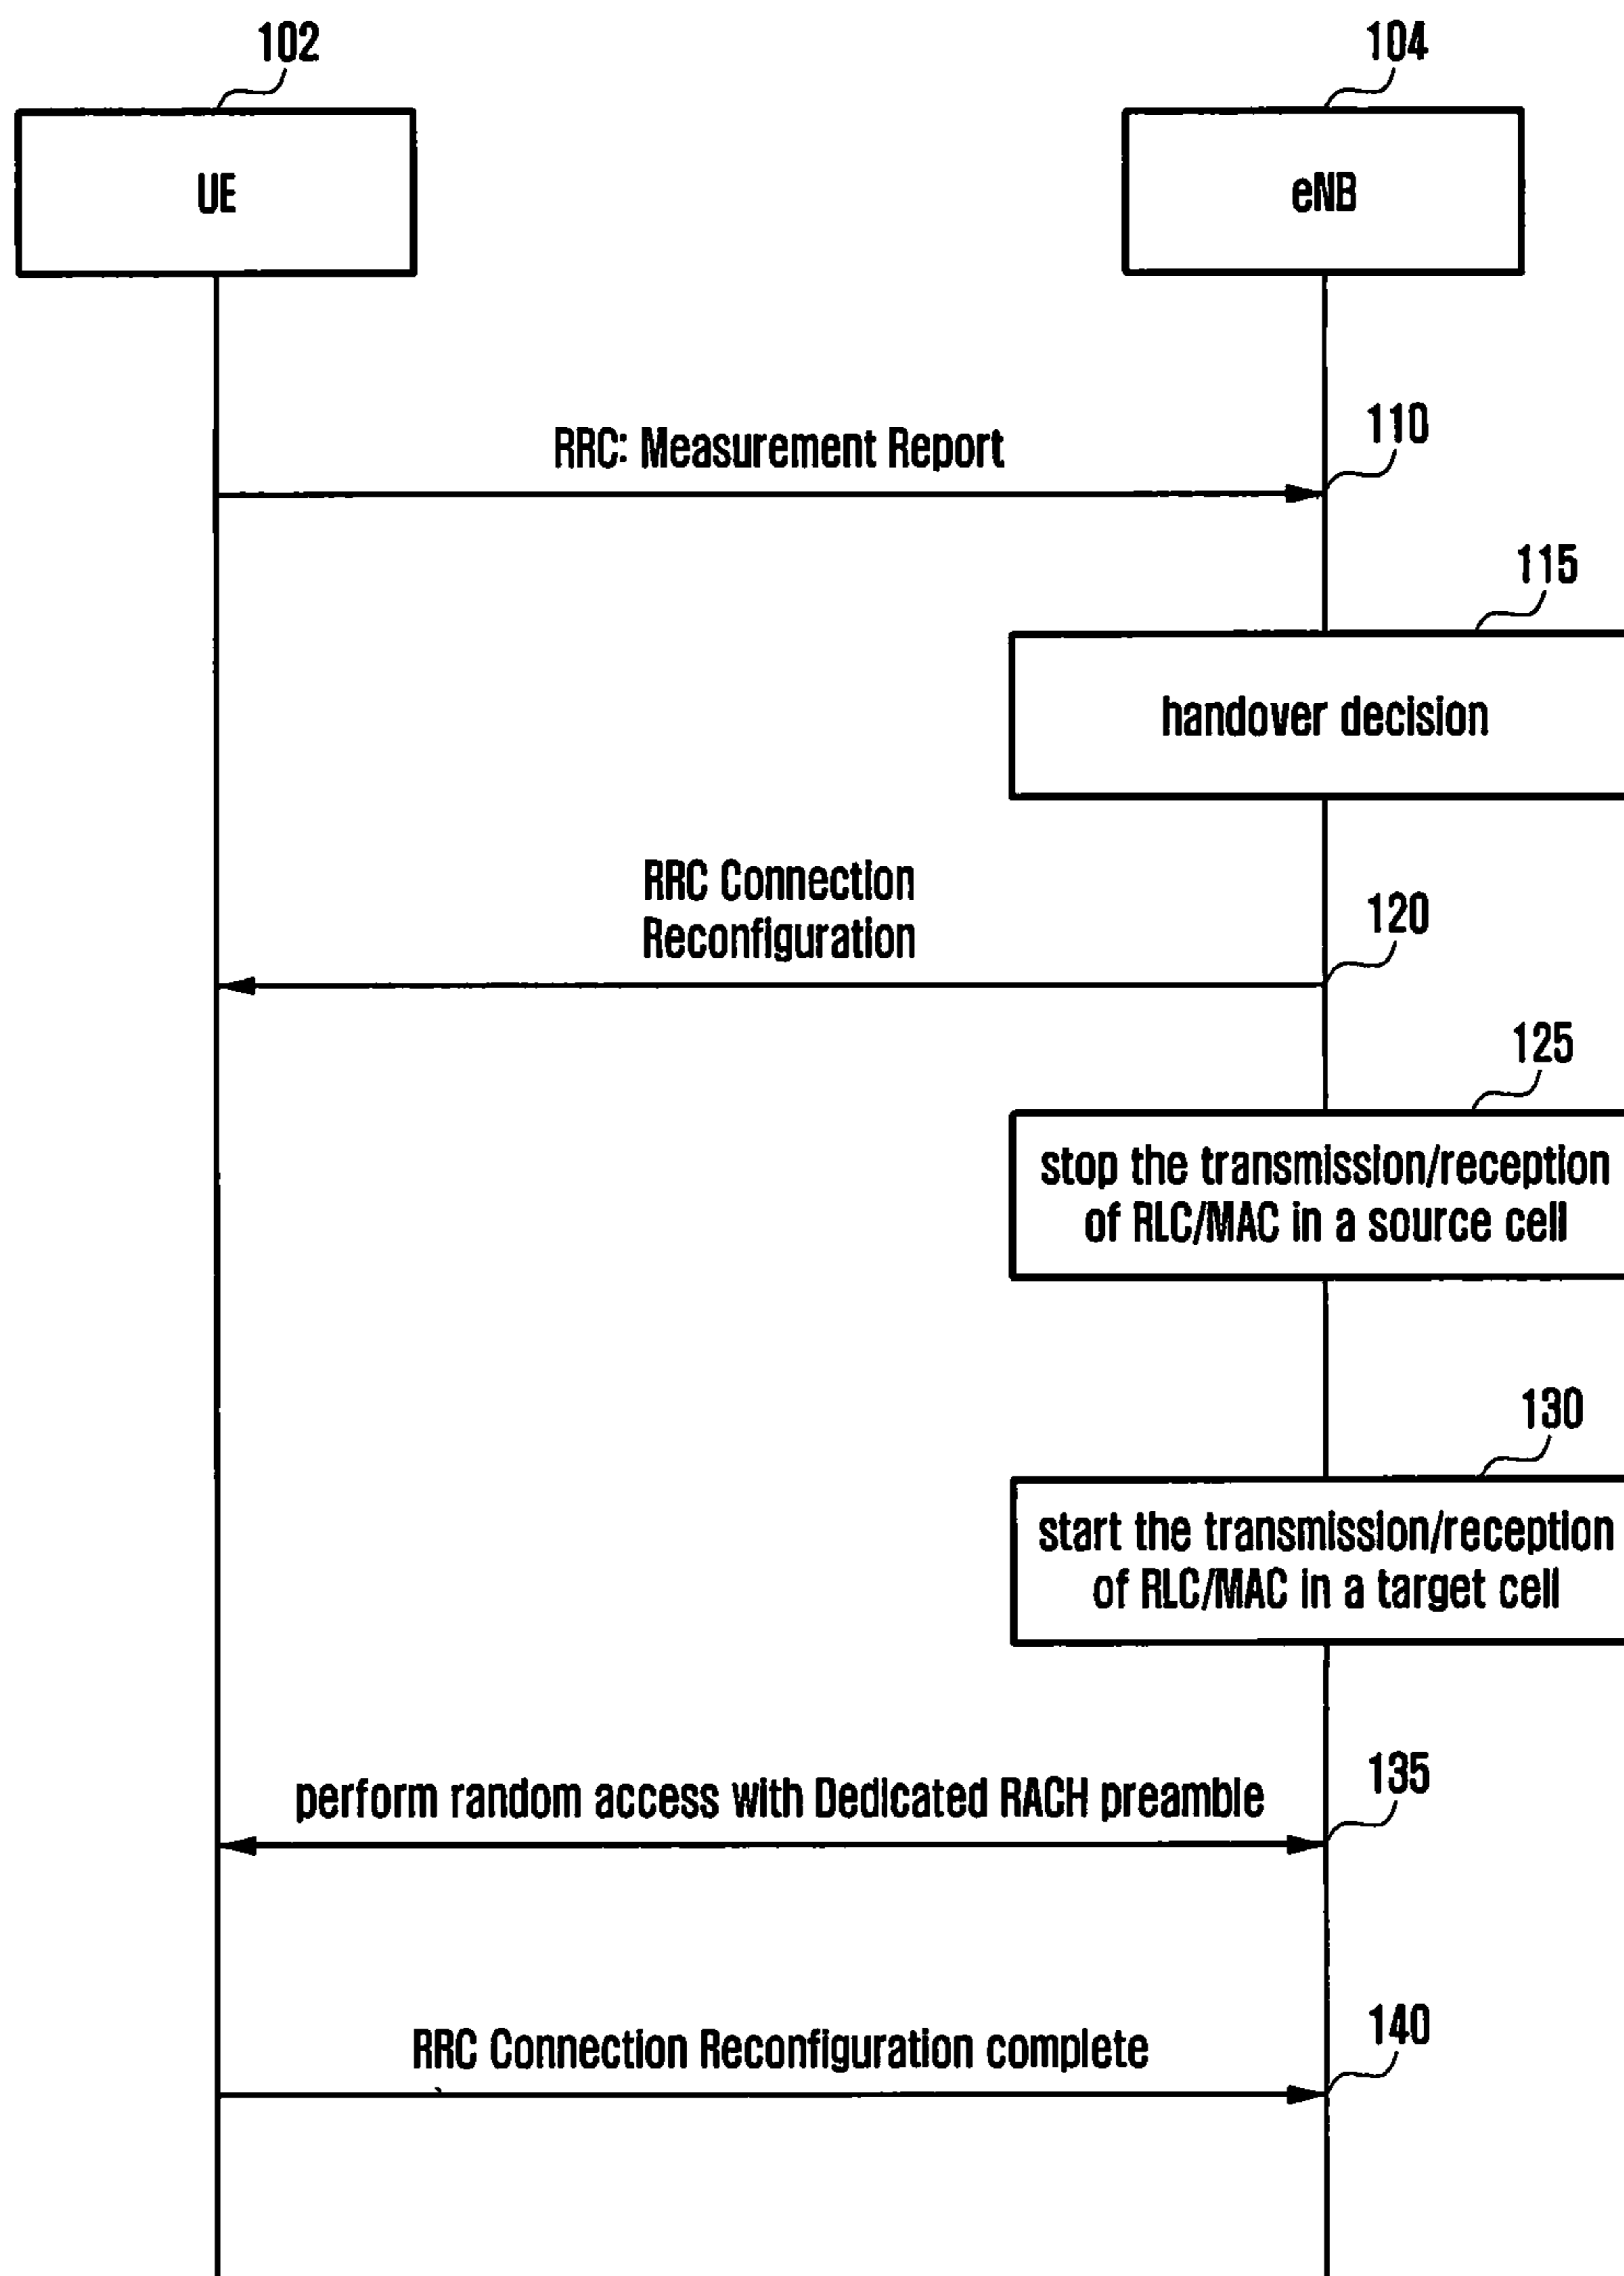 102
104
UE
eNB
110
RRC: Measurement Report
115
handover decision
RRC Connection
Reconfiguration
120
125
stop the transmission/reception
of RLC/MAC in a source cell
130
start the transmission/reception
of RLC/MAC in a target cell
135
perform random access with Dedicated RACH preamble
140
RRC Connection Reconfiguration complete